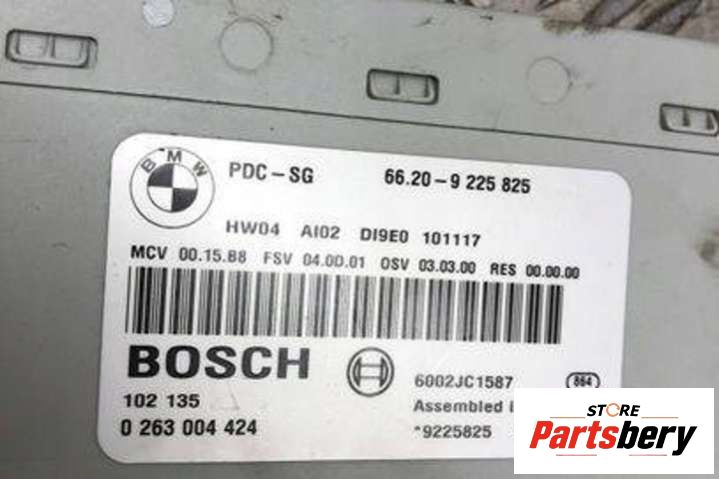 BMW
PDC-SG 66.20-9 225 825
HW04 AI02 DI9E0 101117
MCV 00.15.B8 FSV 04.0D.01 OSV 03.03.00 RES 00.00.00
BOSCH
6002JC1587 864
102 135 Assembled
0 263 004 424 *9225825
STORE
Partsbery